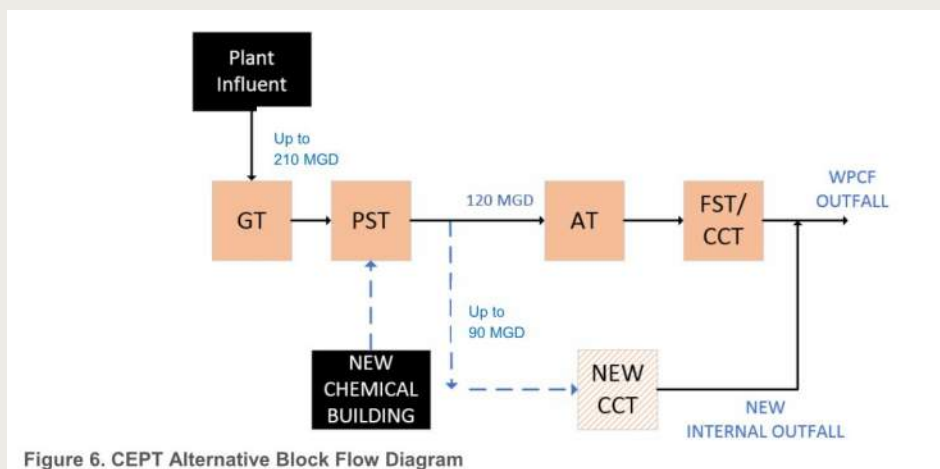 Plant
Influent
Up to
210 MGD
GT
PST
120 MGD
AT
FST/
CCT
WPCF
OUTFALL
Up to
90 MGD
NEW
CHEMICAL
BUILDING
NEW
CCT
NEW
INTERNAL OUTFALL
Figure 6. CEPT Alternative Block Flow Diagram